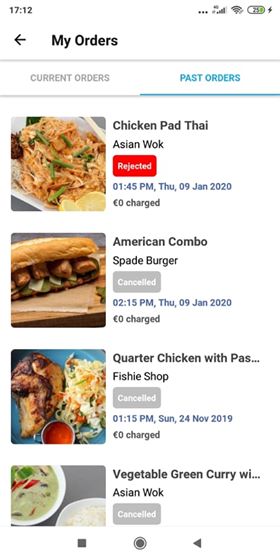 17:12
4G
25
My Orders
CURRENT ORDERS
PAST ORDERS
Chicken Pad Thai
Asian Wok
Rejected
01:45 PM, Thu, 09 Jan 2020
€0 charged
American Combo
Spade Burger
Cancelled
02:15 PM, Thu, 09 Jan 2020
€0 charged
Quarter Chicken with Pas...
Fishie Shop
Cancelled
01:15 PM, Sun, 24 Nov 2019
€0 charged
Vegetable Green Curry wi...
Asian Wok
Cancelled